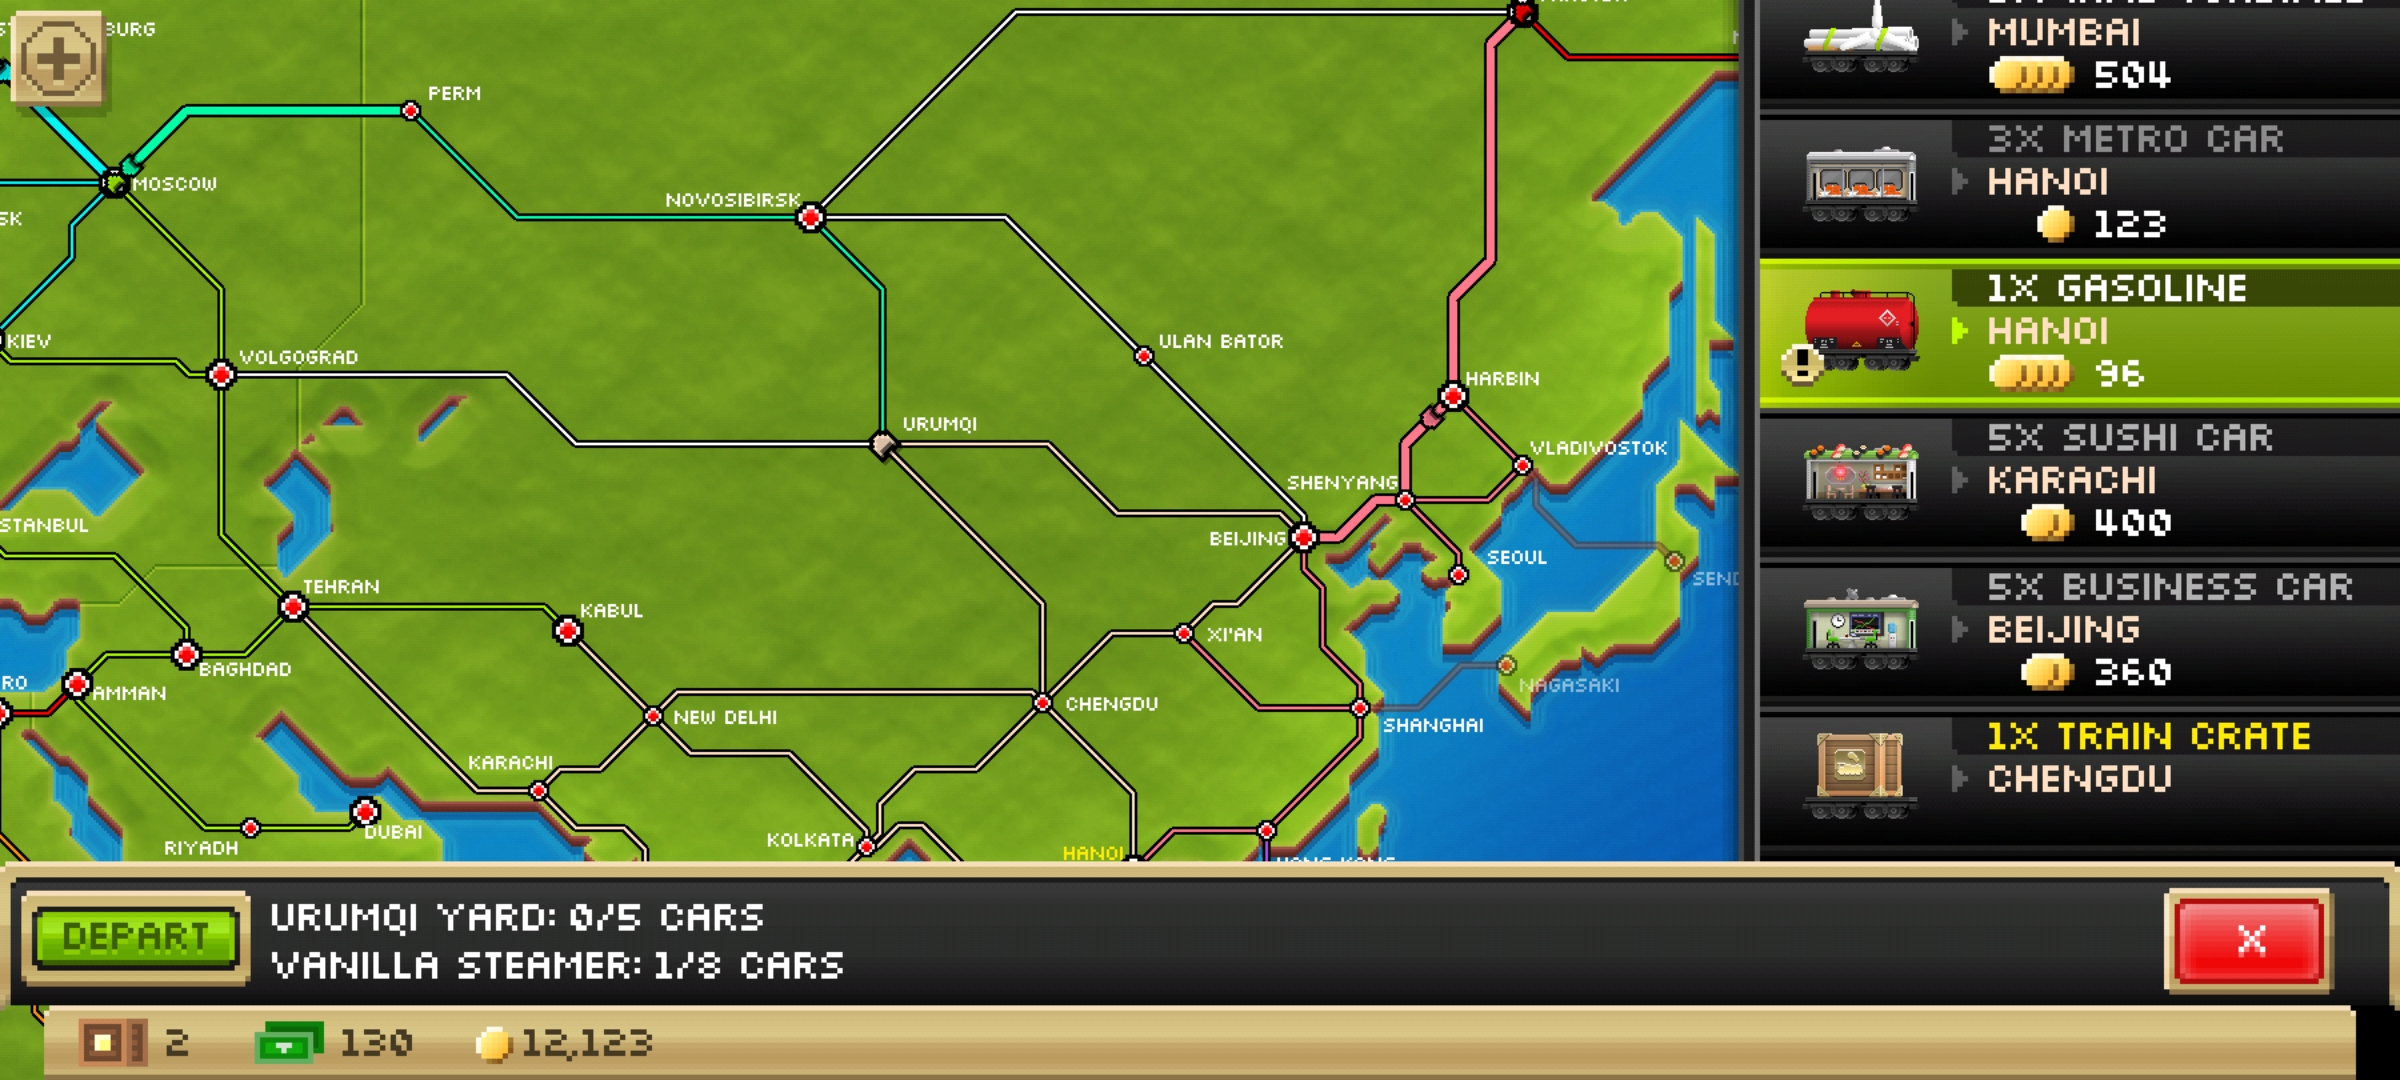 BURG
PERM
MOSCOW
NOVOSIBIRSK
SK
KIEV
VOLGOGRAD
ULAN BATOR
HARBIN
URUMQI
VLADIVOSTOK
SHENYANG
STANBUL
BEIJING
SEOUL
SEND
TEHRAN
KABUL
XI'AN
BAGHDAD
RO
AMMAN
NAGASAKI
NEW DELHI
CHENGDU
SHANGHAI
KARACHI
DUBAI
KOLKATA
RIYADH
HANOI
MUMBAI
504
3X METRO CAR
HANOI
123
1X GASOLINE
HANOI
96
5X SUSHI CAR
KARACHI
400
5X BUSINESS CAR
BEIJING
360
1X TRAIN CRATE
CHENGDU
DEPART
URUMQI YARD: 0/5 CARS
VANILLA STEAMER: 1/8 CARS
X
2
130
12,123